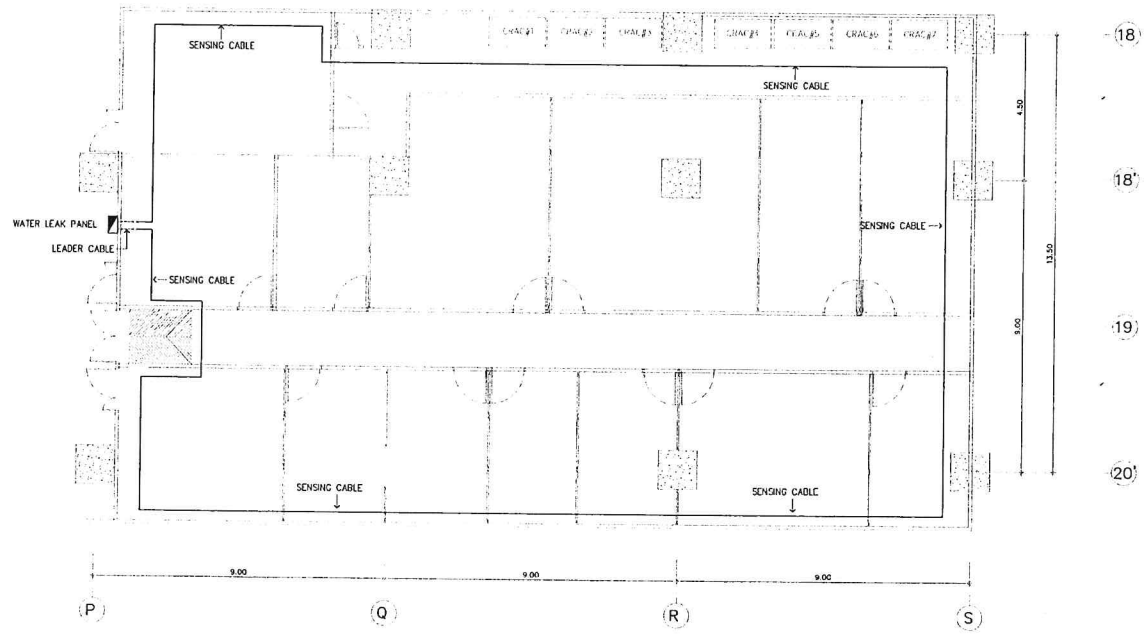 CRAC#1 CRAC#2 CRAC#3 CRAC#4 CRAC#5 CRAC#6 CRAC#7
18
SENSING CABLE
SENSING CABLE
4.50
18'
WATER LEAK PANEL
SENSING CABLE
LEADER CABLE
13.50
SENSING CABLE
19
9.00
20'
SENSING CABLE
SENSING CABLE
9.00
9.00
9.00
P
Q
R
S